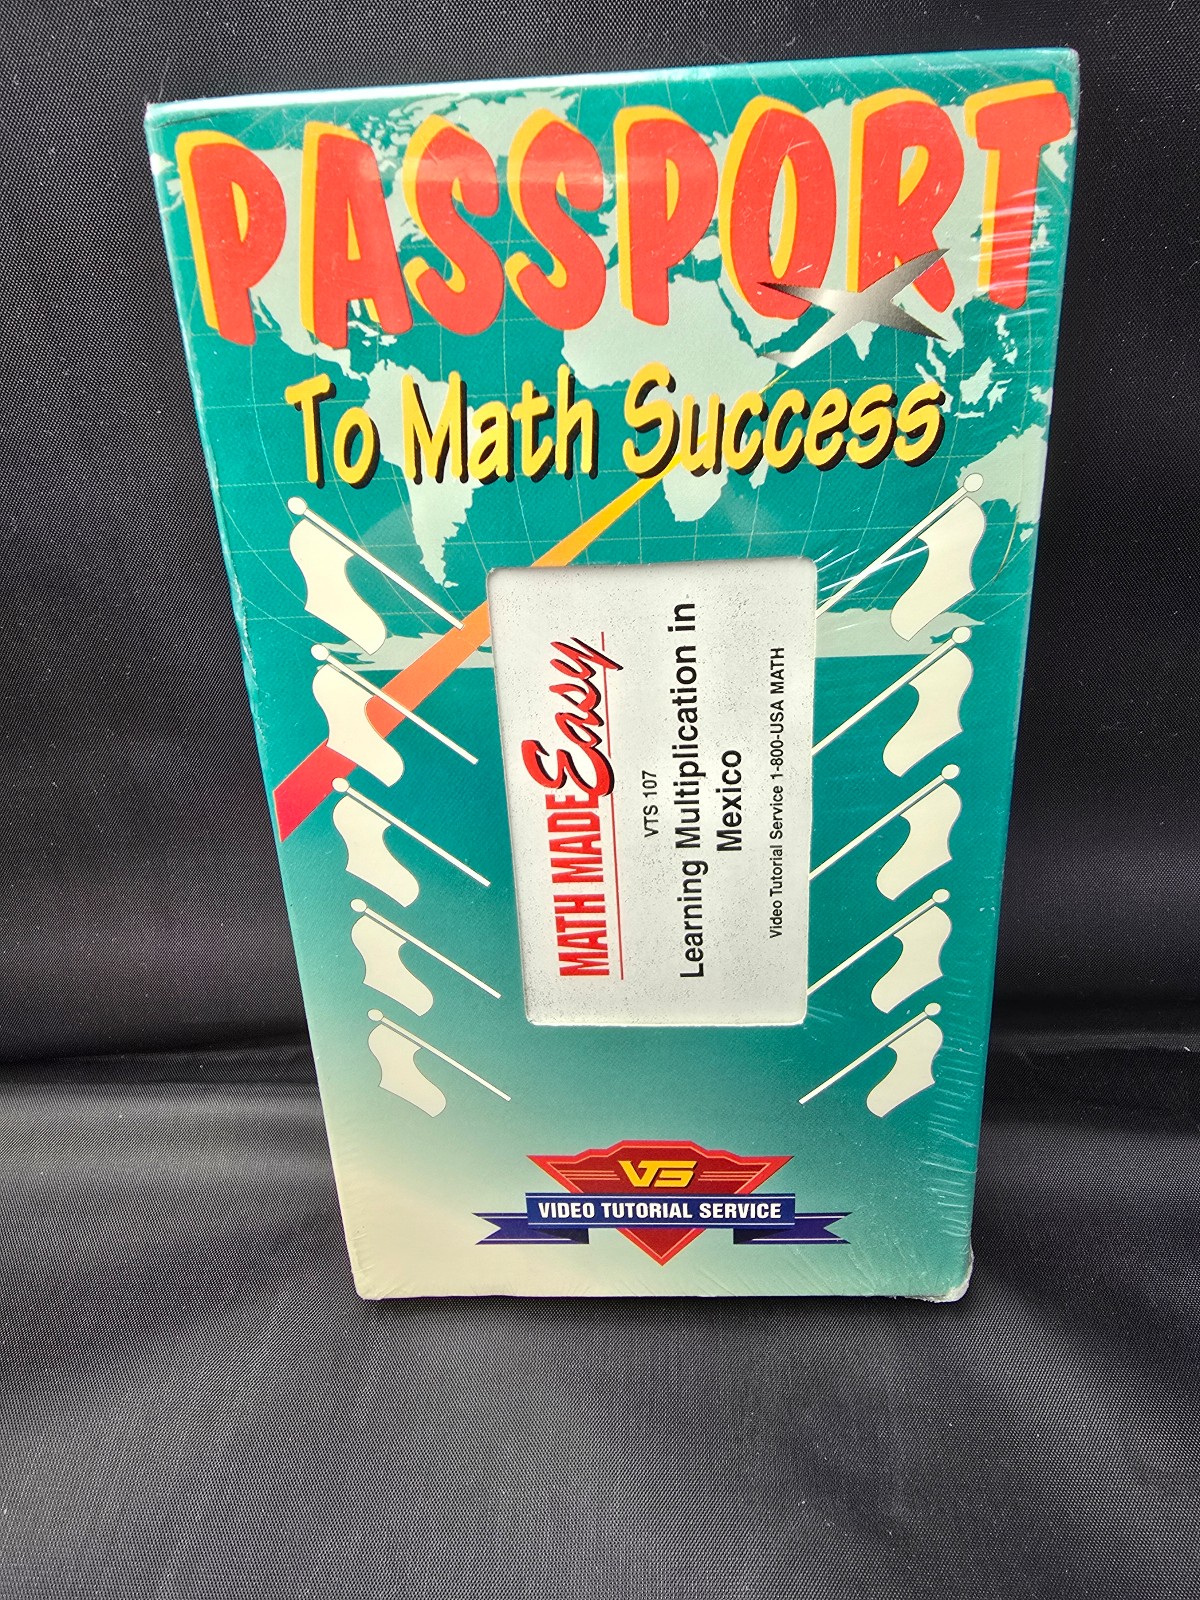 PASSPORT
To Math Success
MATH MADE Easy
VTS 107
Learning Multiplication in
Mexico
Video Tutorial Service 1-800-USA MATH
VTS
VIDEO TUTORIAL SERVICE